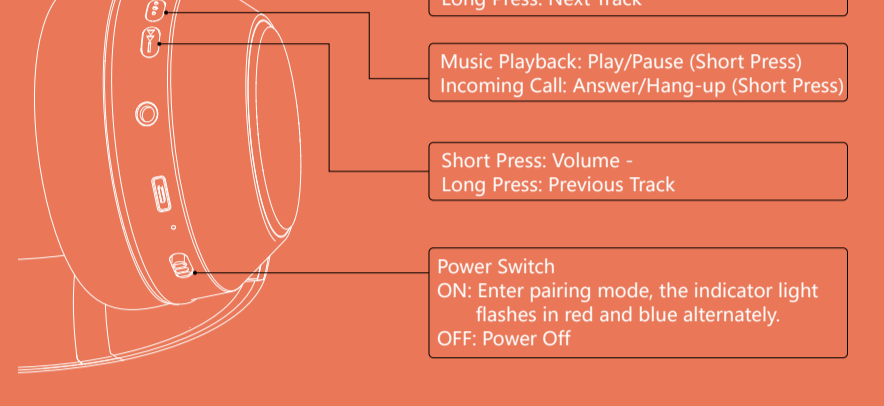 Long Press: Next Track
Music Playback: Play/Pause (Short Press)
Incoming Call: Answer/Hang-up (Short Press)
Short Press: Volume -
Long Press: Previous Track
Power Switch
ON: Enter pairing mode, the indicator light
flashes in red and blue alternately.
OFF: Power Off